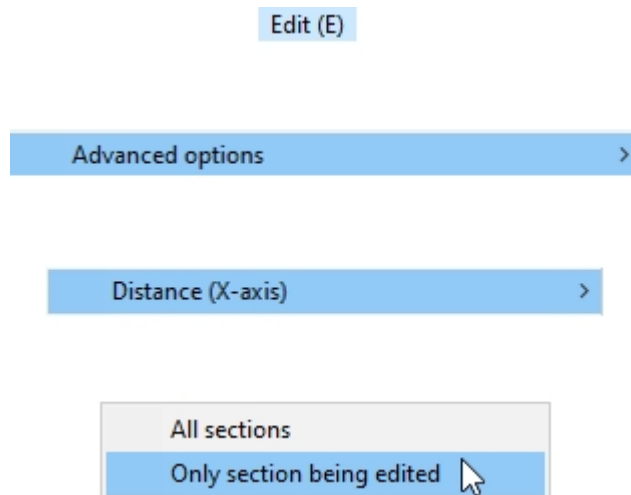 Edit (E)
Advanced options
Distance (X-axis)
All sections
Only section being edited